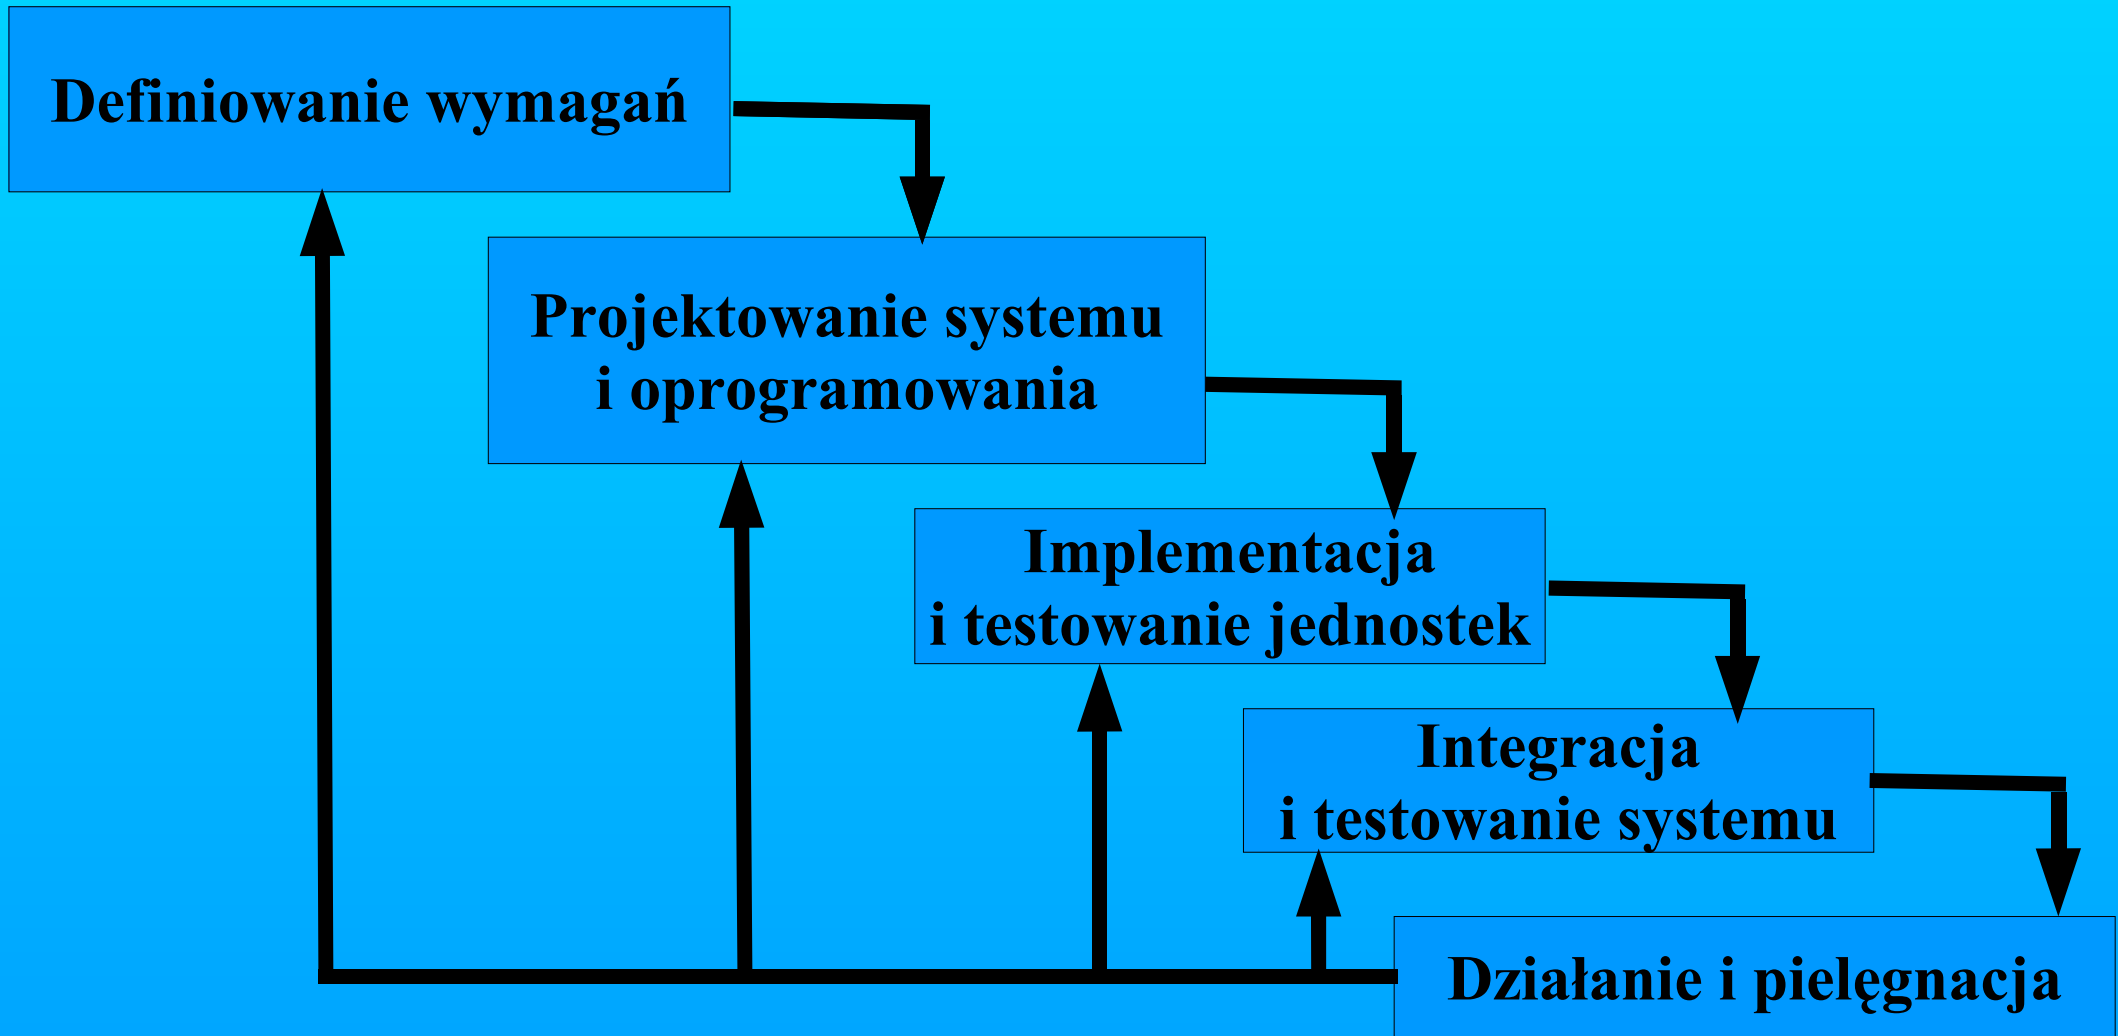 Definiowanie wymagań
Projektowanie systemu
i oprogramowania
Implementacja
i testowanie jednostek
Integracja
i testowanie systemu
Działanie i pielęgnacja